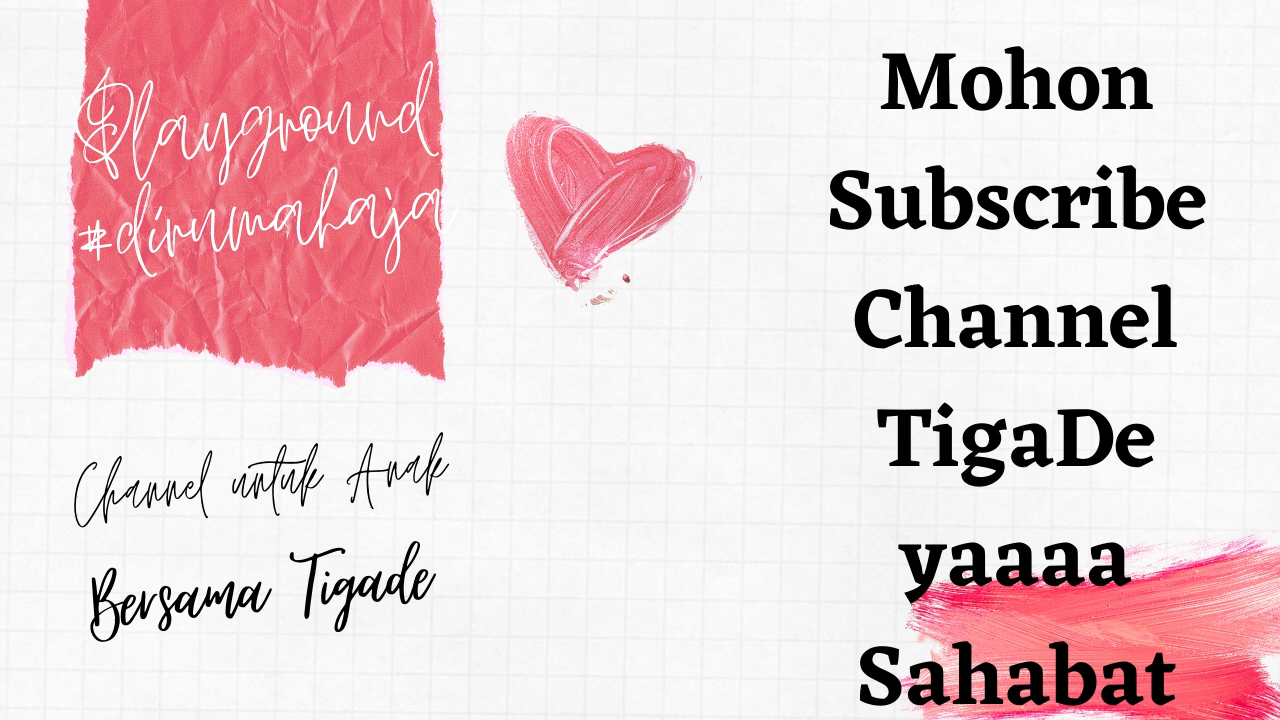 Playground
#dirumahaja
Channel untuk Anak
Bersama Tigade
Mohon
Subscribe
Channel
TigaDe
yaaaa
Sahabat